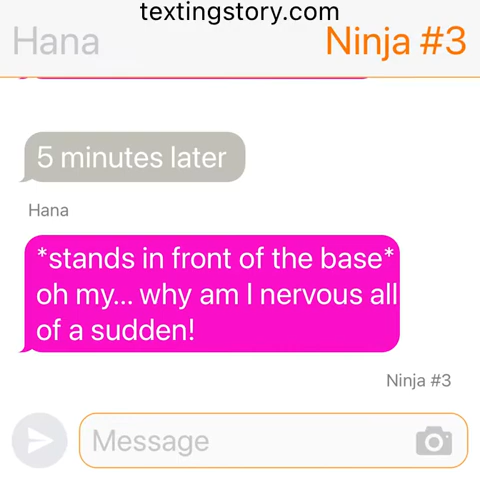 textingstory.com
Hana Ninja #3
5 minutes later
Hana
*stands in front of the base*
oh my... why am I nervous all
of a sudden!
Ninja #3
Message